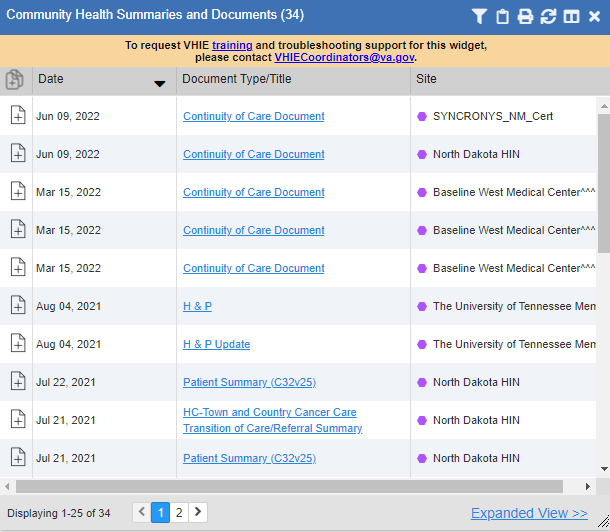 Community Health Summaries and Documents (34)
To request VHIE training and troubleshooting support for this widget,
please contact VHIECoordinators@va.gov.
Date Document Type/Title Site
Jun 09, 2022 Continuity of Care Document SYNCRONYS_NM_Cert
Jun 09, 2022 Continuity of Care Document North Dakota HIN
Mar 15, 2022 Continuity of Care Document Baseline West Medical Center^^^
Mar 15, 2022 Continuity of Care Document Baseline West Medical Center^^^
Mar 15, 2022 Continuity of Care Document Baseline West Medical Center^^^
Aug 04, 2021 H & P The University of Tennessee Mem
Aug 04, 2021 H & P Update The University of Tennessee Mem
Jul 22, 2021 Patient Summary (C32v25) North Dakota HIN
Jul 21, 2021 HC-Town and Country Cancer Care North Dakota HIN
Transition of Care/Referral Summary
Jul 21, 2021 Patient Summary (C32v25) North Dakota HIN
Displaying 1-25 of 34 < 1 2 > Expanded View >>